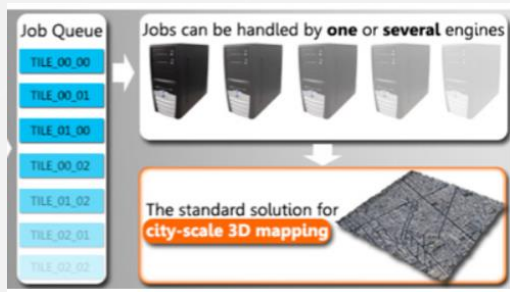 Job Queue
TILE_00_00
TILE_00_01
TILE_01_00
TILE_00_02
TILE_01_02
TILE_02_01
TILE_02_02
Jobs can be handled by one or several engines
The standard solution for
city-scale 3D mapping